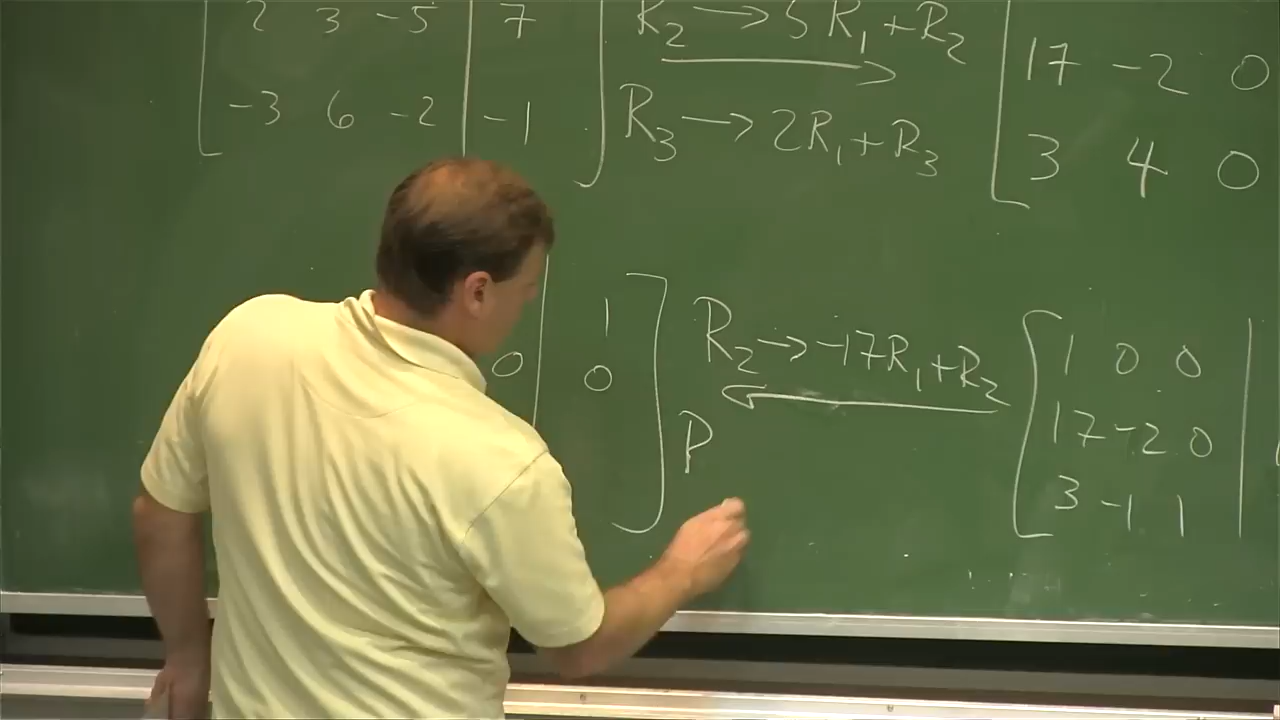 2 3 -5 | 7 R₂ → 5R₁+R₂
17 -2 0
-3 6 -2 | -1 R₃ → 2R₁+R₃
3 4 0
1 R₂ → -17R₁+R₂ 1 0 0
0 0 17 -2 0
P 3 -1 1